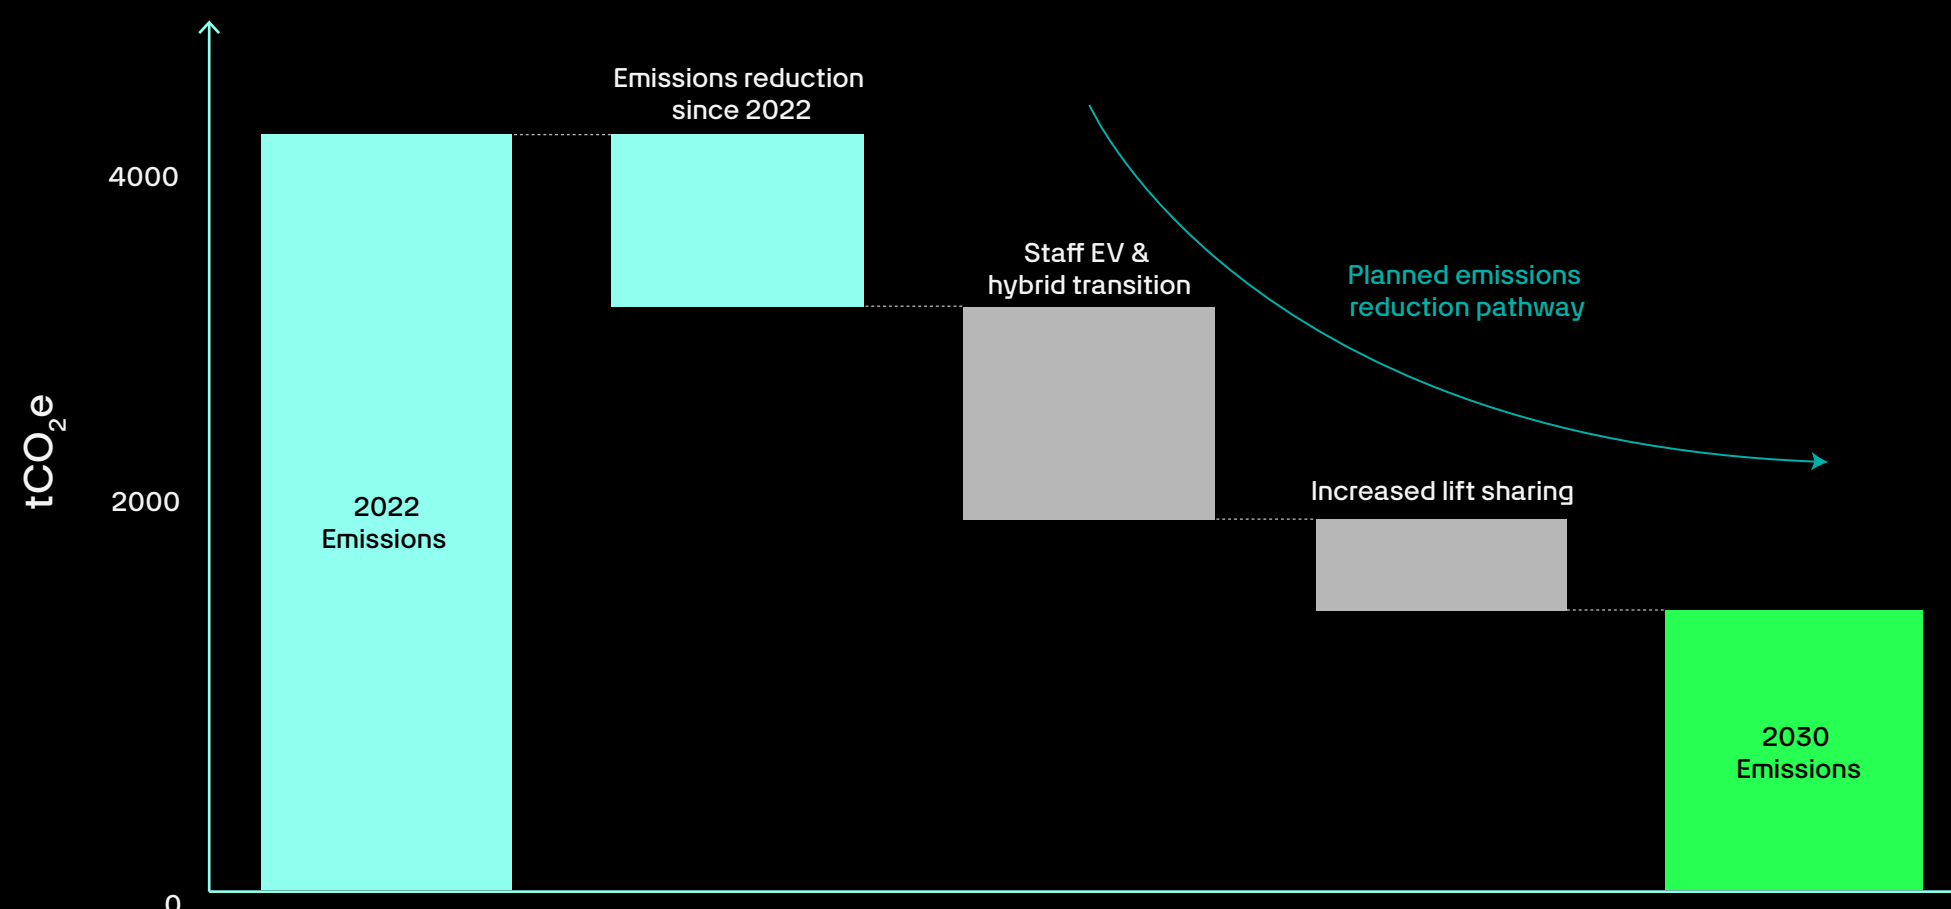 Emissions reduction
since 2022
4000
Staff EV &
hybrid transition
Planned emissions
reduction pathway
tCO₂e
2000
Increased lift sharing
2022
Emissions
2030
Emissions
0